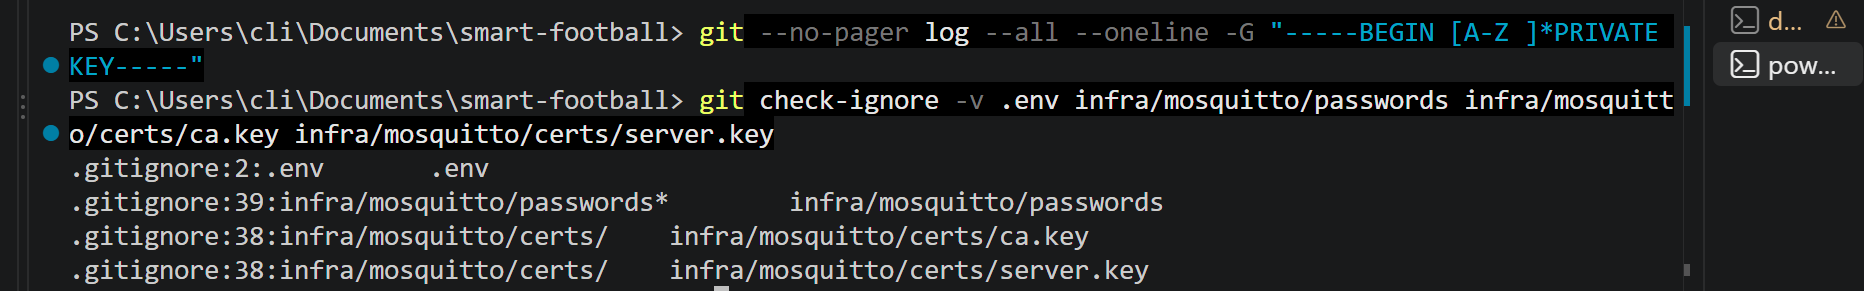 PS C:\Users\cli\Documents\smart-football> git --no-pager log --all --oneline -G "-----BEGIN [A-Z ]*PRIVATE
KEY-----"
PS C:\Users\cli\Documents\smart-football> git check-ignore -v .env infra/mosquitto/passwords infra/mosquitt
o/certs/ca.key infra/mosquitto/certs/server.key
.gitignore:2:.env       .env
.gitignore:39:infra/mosquitto/passwords*        infra/mosquitto/passwords
.gitignore:38:infra/mosquitto/certs/    infra/mosquitto/certs/ca.key
.gitignore:38:infra/mosquitto/certs/    infra/mosquitto/certs/server.key
d...
pow...